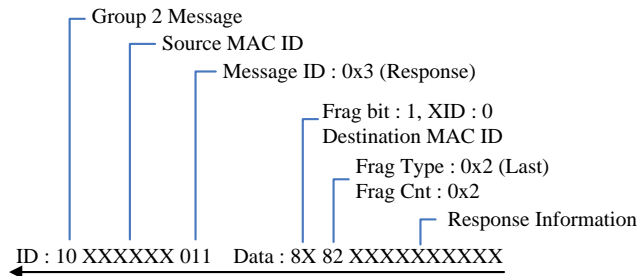 Group 2 Message
Source MAC ID
Message ID : 0x3 (Response)
Frag bit : 1, XID : 0
Destination MAC ID
Frag Type : 0x2 (Last)
Frag Cnt : 0x2
Response Information
ID : 10 XXXXXX 011 Data : 8X 82 XXXXXXXXXX